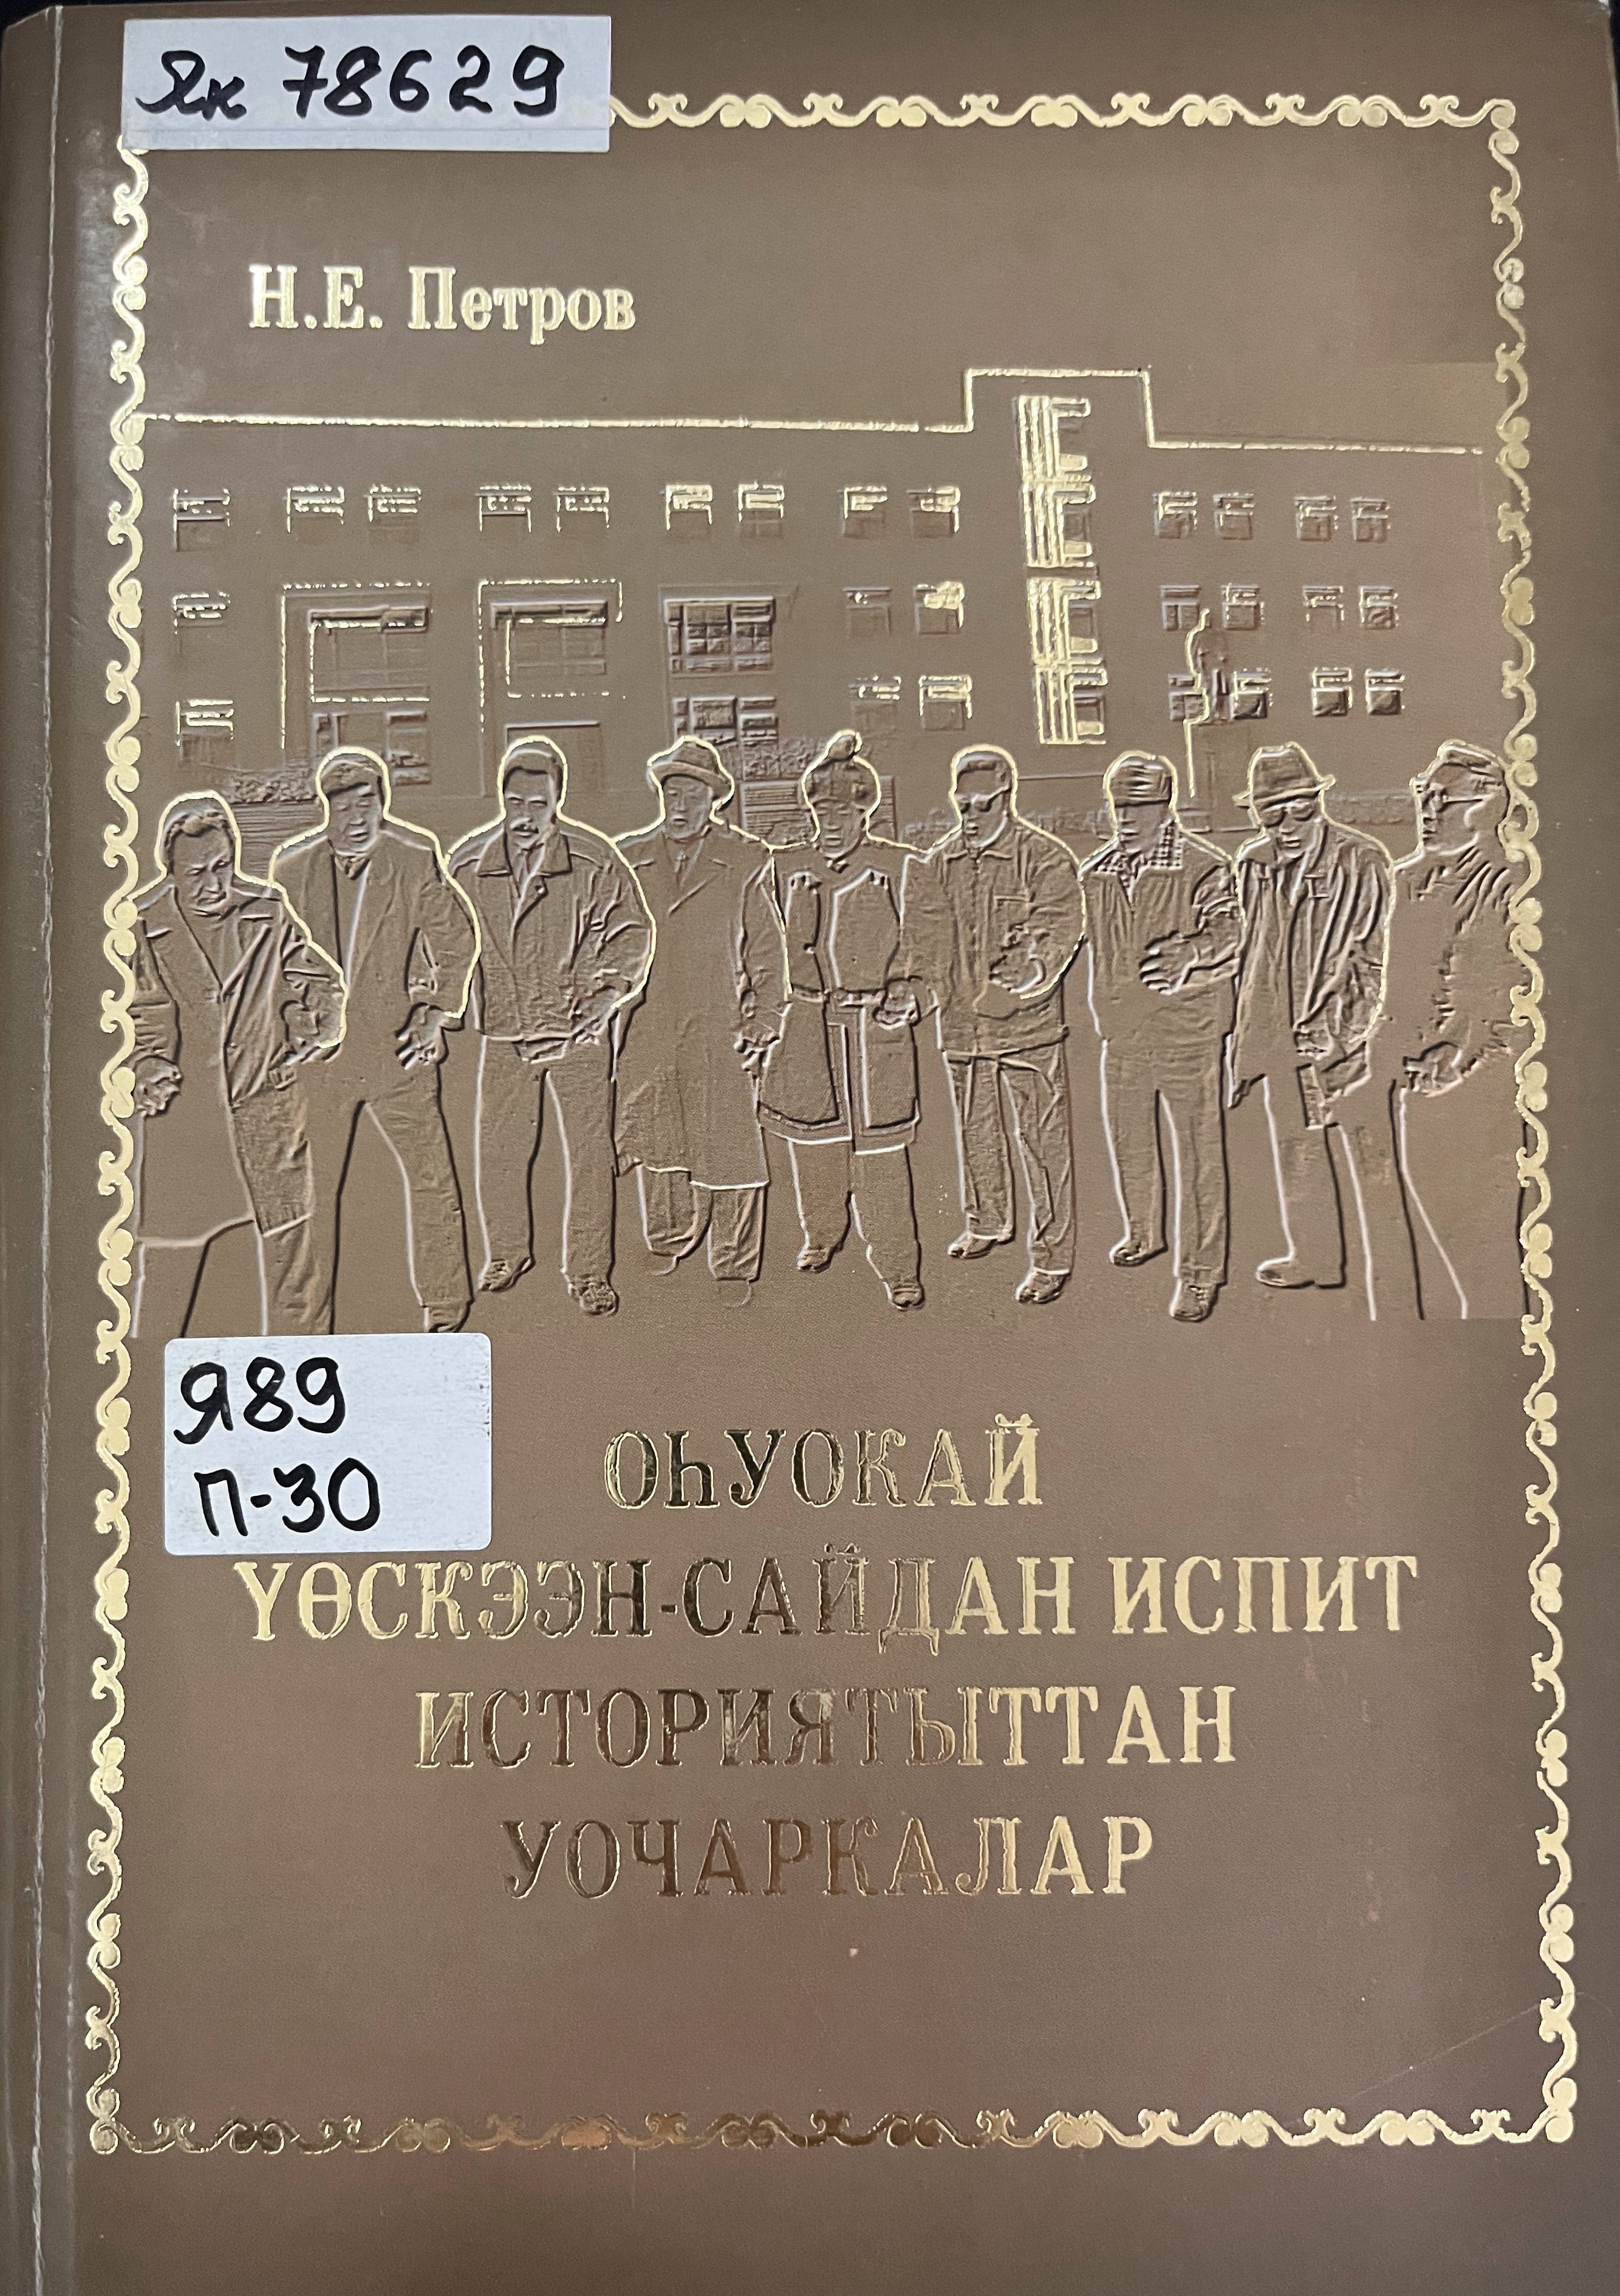 Як 78629
Н.Е. Петров
Я89
П-30
ОҺУОКАЙ
ҮӨСКЭЭН-САЙДАН ИСПИТ
ИСТОРИЯТЫТТАН
УОЧАРКАЛАР